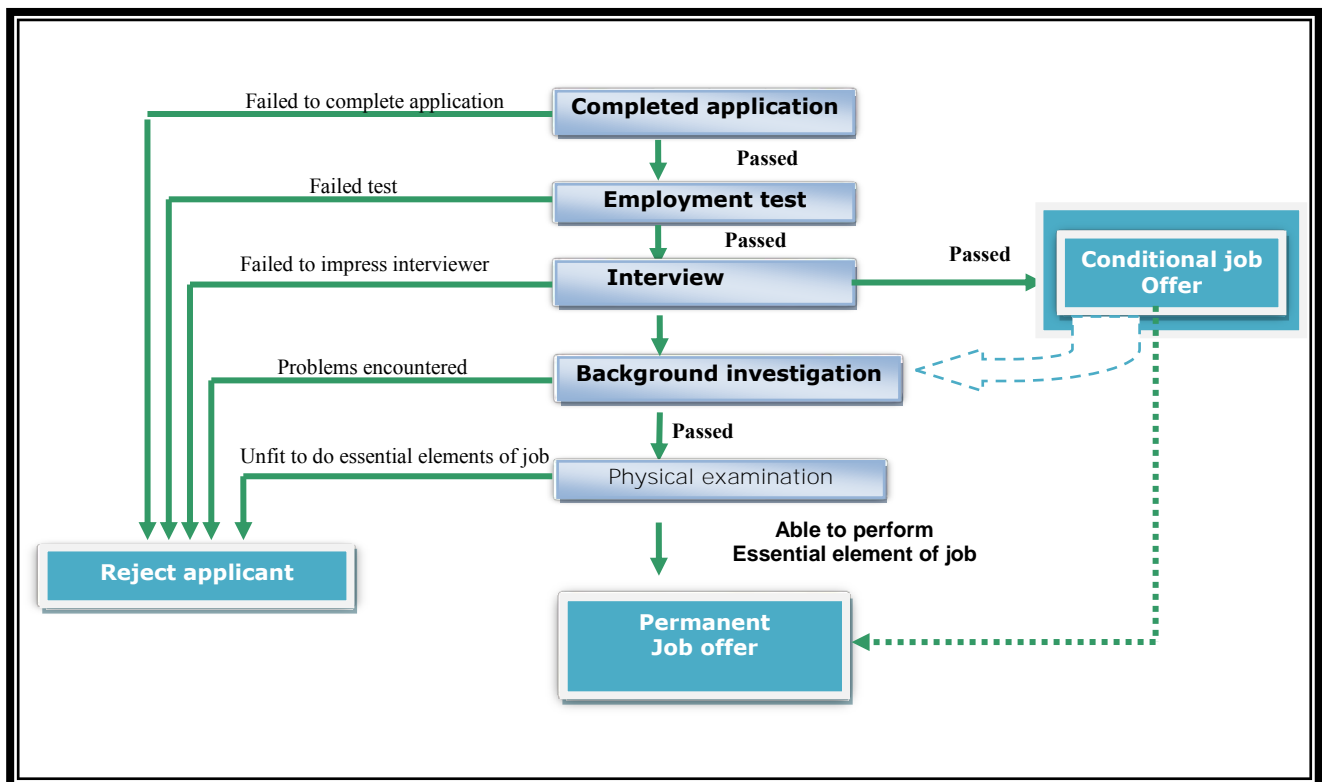 Failed to complete application
Completed application
Passed
Failed test
Employment test
Passed
Failed to impress interviewer
Interview
Passed
Conditional job
Offer
Problems encountered
Background investigation
Passed
Unfit to do essential elements of job
Physical examination
Able to perform
Essential element of job
Reject applicant
Permanent
Job offer